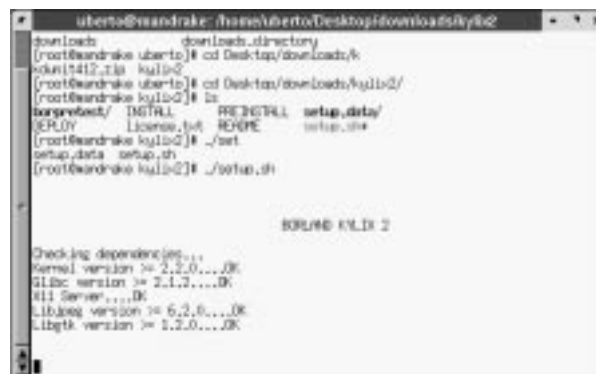 uberto@mandrake: /home/uberto/Desktop/downloads/kylix2
downloads downloads.directory
[root@mandrake uberto]# cd Desktop/downloads/k
kdunit412.zip kylix2
[root@mandrake uberto]# cd Desktop/downloads/kylix2/
[root@mandrake kylix2]# ls
borpretest/ INSTALL PREINSTALL setup.data/
DEPLOY License.txt README setup.sh*
[root@mandrake kylix2]# ./set
setup.data setup.sh
[root@mandrake kylix2]# ./setup.sh
BORLAND KYLIX 2
Checking dependencies...
Kernel version >= 2.2.0....OK
Glibc version >= 2.1.2....OK
X11 Server....OK
Libjpeg version >= 6.2.0....OK
Libgtk version >= 1.2.0....OK